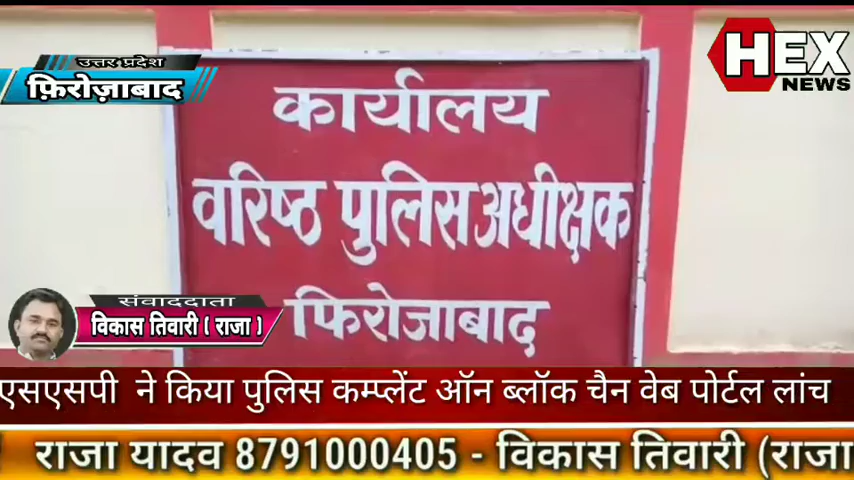 उत्तर प्रदेश
फ़िरोज़ाबाद
HEX
NEWS
कार्यालय
वरिष्ठ पुलिस अधीक्षक
फिरोजाबाद
संवाददाता
विकास तिवारी ( राजा )
एसएसपी ने किया पुलिस कम्प्लेंट ऑन ब्लॉक चैन वेब पोर्टल लांच
राजा यादव 8791000405 - विकास तिवारी (राजा